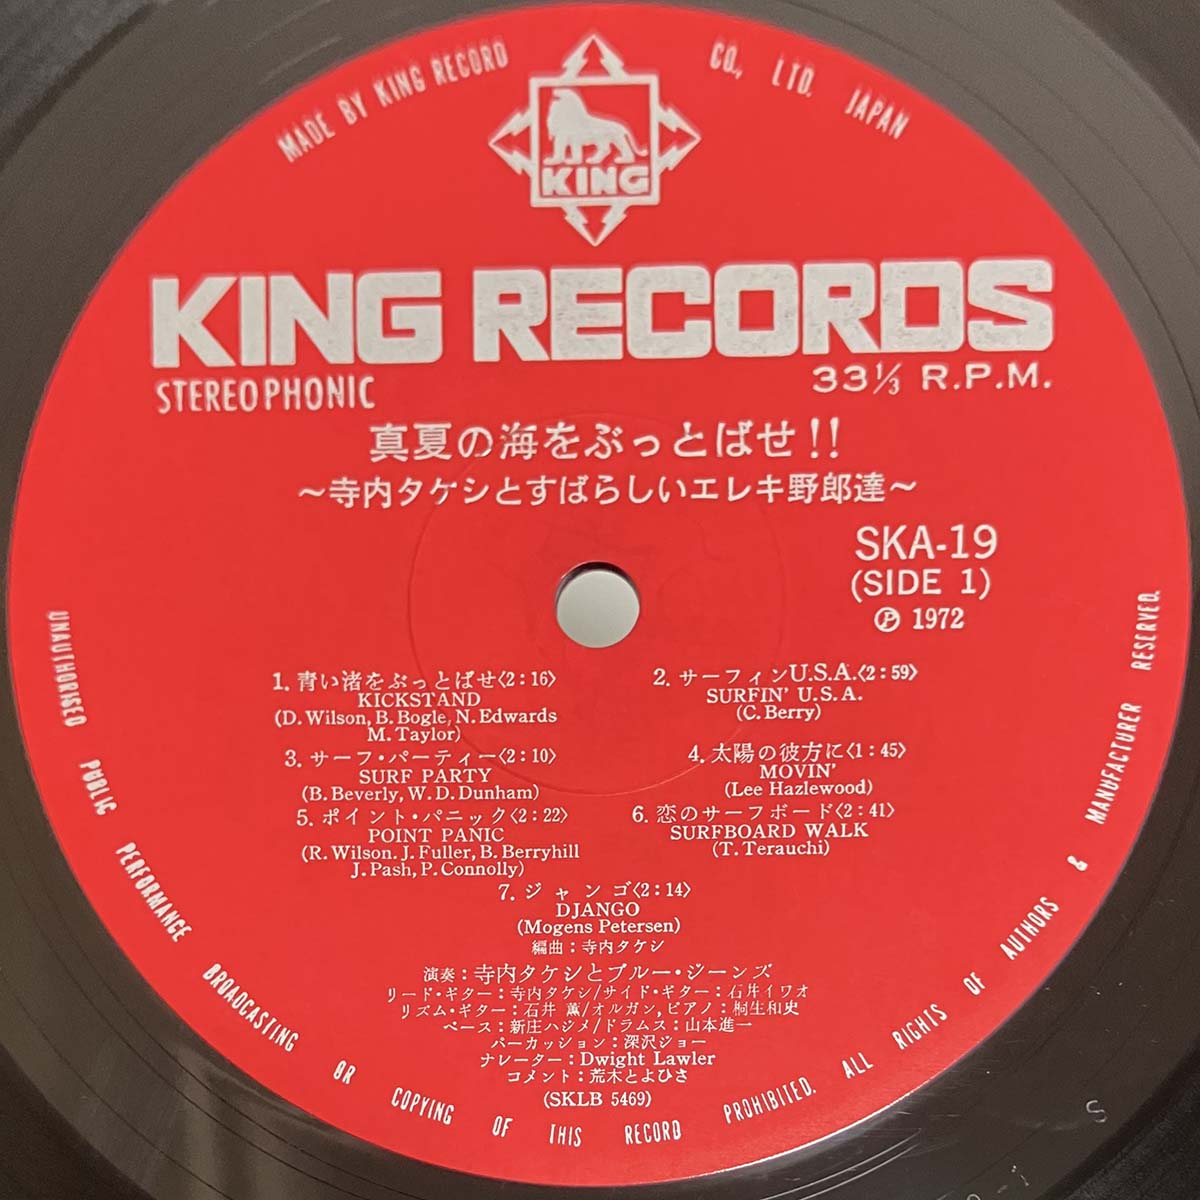 MADE BY KING RECORD CO., LTD. JAPAN
KING
KING RECORDS
STEREOPHONIC
33⅓ R.P.M.
真夏の海をぶっとばせ!!
〜寺内タケシとすばらしいエレキ野郎達〜
SKA-19
(SIDE 1)
Ⓟ 1972
1. 青い渚をぶっとばせ〈2:16〉
KICKSTAND
(D. Wilson, B. Bogle, N. Edwards
M. Taylor)
2. サーフィンU.S.A.〈2:59〉
SURFIN' U.S.A.
(C. Berry)
3. サーフ・パーティー〈2:10〉
SURF PARTY
(B. Beverly, W. D. Dunham)
4. 太陽の彼方に〈1:45〉
MOVIN'
(Lee Hazlewood)
5. ポイント・パニック〈2:22〉
POINT PANIC
(R. Wilson. J. Fuller, B. Berryhill
J. Pash, P. Connolly)
6. 恋のサーフボード〈2:41〉
SURFBOARD WALK
(T. Terauchi)
7. ジャンゴ〈2:14〉
DJANGO
(Mogens Petersen)
編曲:寺内タケシ
演奏:寺内タケシとブルー・ジーンズ
リード・ギター:寺内タケシ/サイド・ギター:石井イワオ
リズム・ギター:石井 薫/オルガン, ピアノ:桐生和史
ベース:新庄ハジメ/ドラムス:山本進一
パーカッション:深沢ジョー
ナレーター:Dwight Lawler
コメント:荒木とよひさ
(SKLB 5469)
UNAUTHORISED PUBLIC PERFORMANCE BROADCASTING OR COPYING OF THIS RECORD PROHIBITED. ALL RIGHTS OF AUTHORS & MANUFACTURER RESERVED.